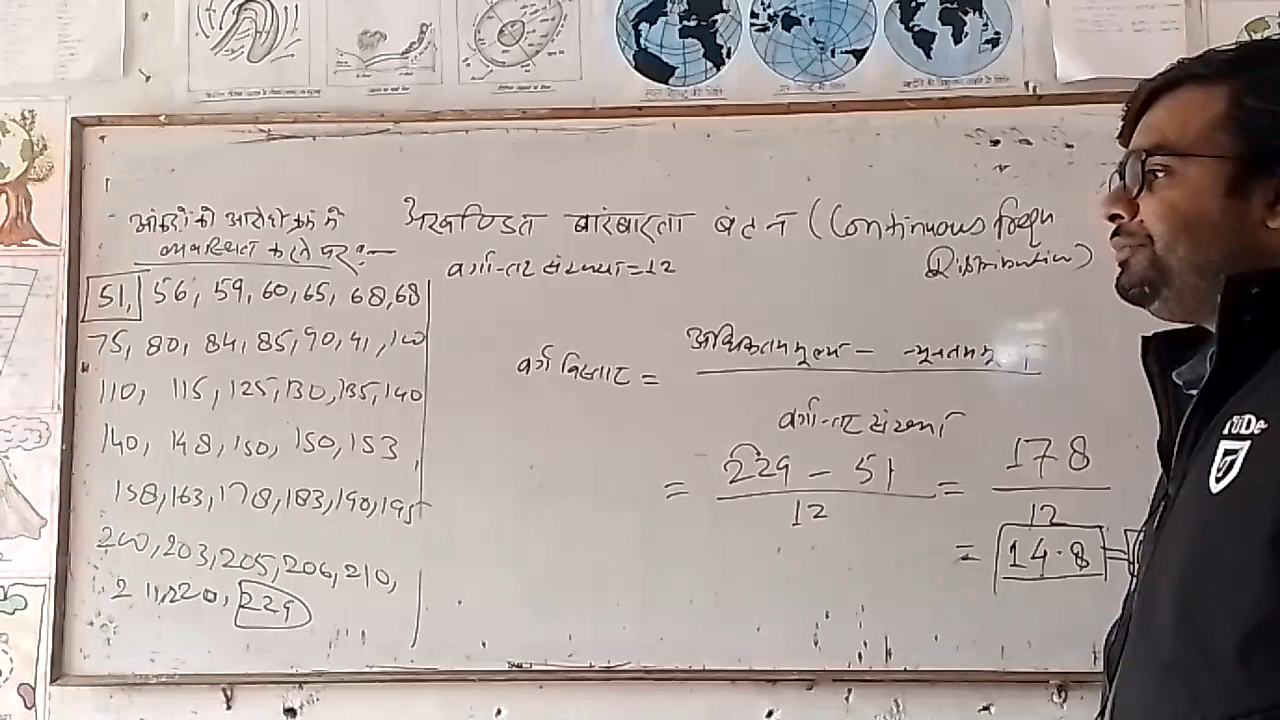 आंकड़ों को आरोही क्रम में
व्यवस्थित करने पर:-
51, 56, 59, 60, 65, 68, 68
75, 80, 84, 85, 90, 91, 100
110, 115, 125, 130, 135, 140
140, 148, 150, 150, 153
158, 163, 178, 183, 190, 195
200, 203, 205, 206, 210,
211, 220, 229
अखण्डित बारंबारता बंटन (Continuous frequ
Distribution)
वर्गान्तर संख्या = 12
वर्ग विस्तार = अधिकतम मूल्य - न्यूनतम
वर्गान्तर संख्या
= 229 - 51 / 12 = 178 / 12
= 14.8 =